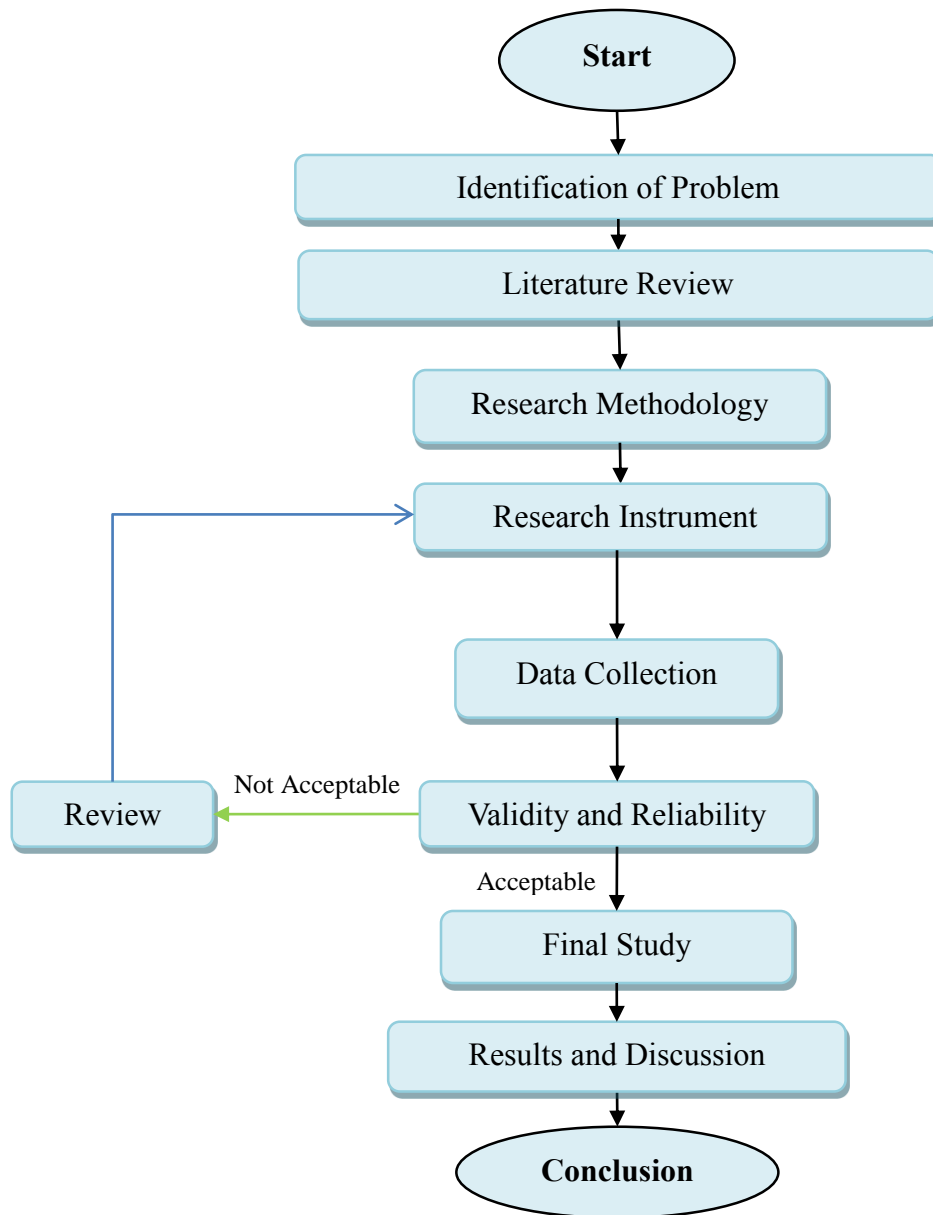 Start
Identification of Problem
Literature Review
Research Methodology
Research Instrument
Data Collection
Not Acceptable
Review
Validity and Reliability
Acceptable
Final Study
Results and Discussion
Conclusion